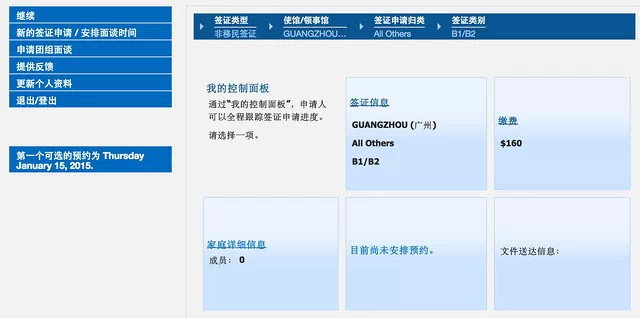 继续
新的签证申请 / 安排面谈时间
申请团组面谈
提供反馈
更新个人资料
退出/登出
第一个可选的预约为 Thursday
January 15, 2015.
签证类型
非移民签证
使馆/领事馆
GUANGZHOU...
签证申请归类
All Others
签证类别
B1/B2
我的控制面板
通过“我的控制面板”，申请人
可以全程跟踪签证申请进度。
请选择一项。
签证信息
GUANGZHOU (广州)
All Others
B1/B2
缴费
$160
家庭详细信息
成员： 0
目前尚未安排预约。
文件送达信息：